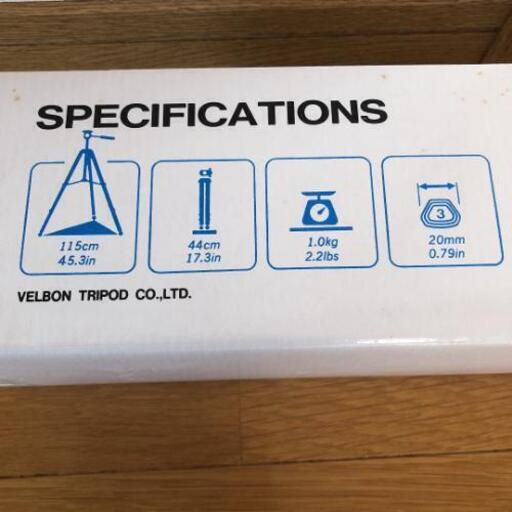 SPECIFICATIONS
115cm
45.3in
44cm
17.3in
1.0kg
2.2lbs
3
20mm
0.79in
VELBON TRIPOD CO.,LTD.